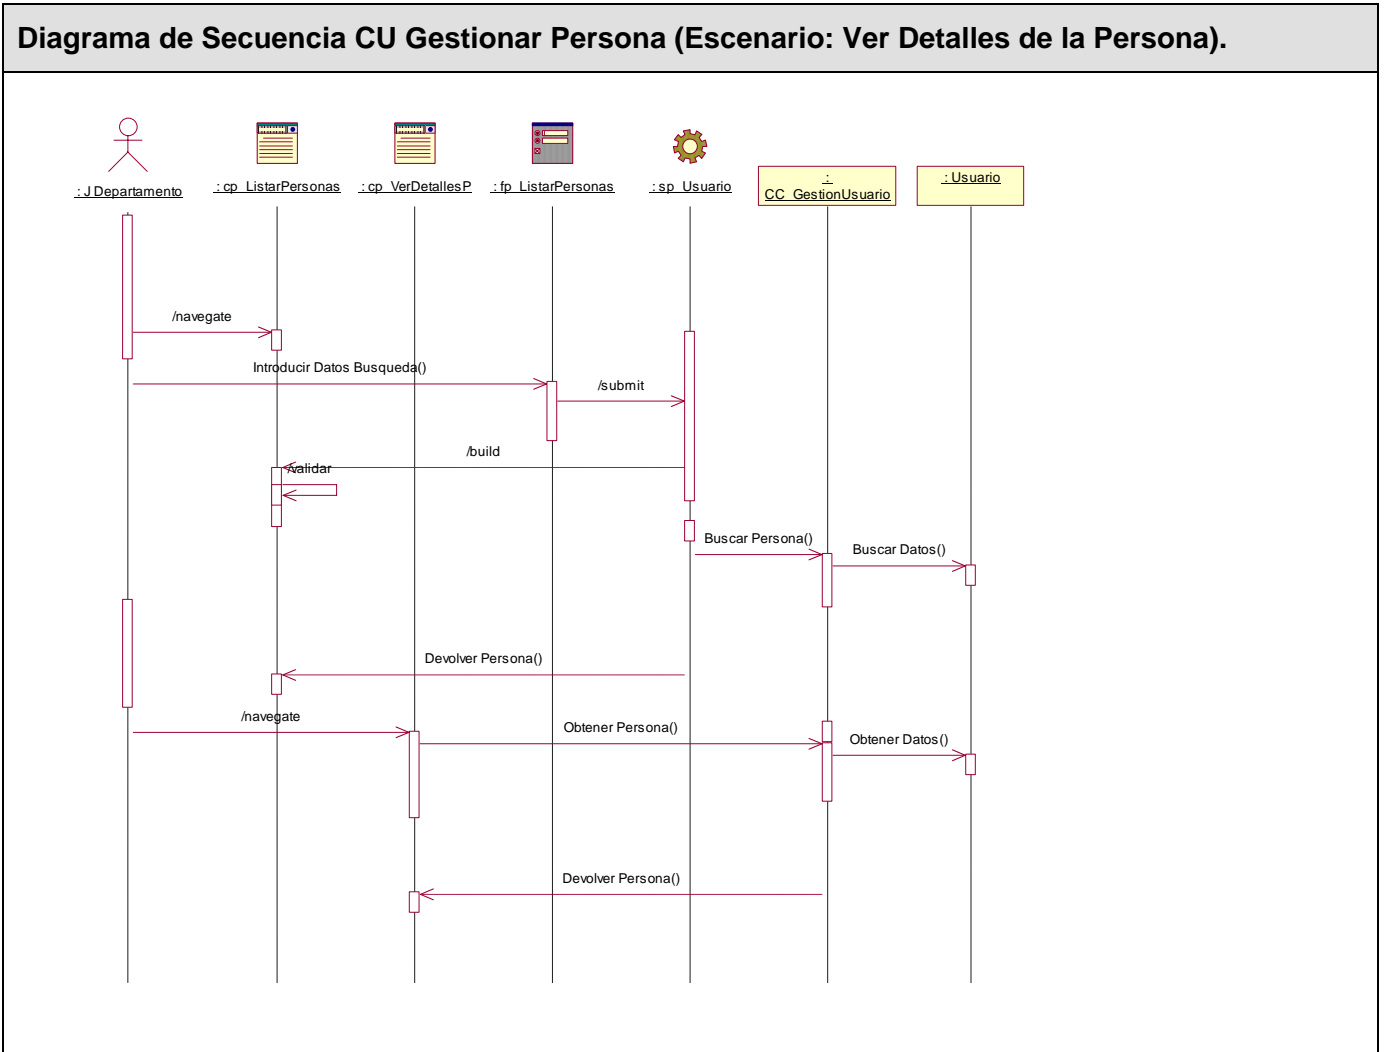 Diagrama de Secuencia CU Gestionar Persona (Escenario: Ver Detalles de la Persona).
: J Departamento
: cp_ListarPersonas
: cp_VerDetallesP
: fp_ListarPersonas
: sp_Usuario
:
CC_GestionUsuario
: Usuario
/navegate
Introducir Datos Busqueda()
/submit
/build
/validar
Buscar Persona()
Buscar Datos()
Devolver Persona()
/navegate
Obtener Persona()
Obtener Datos()
Devolver Persona()